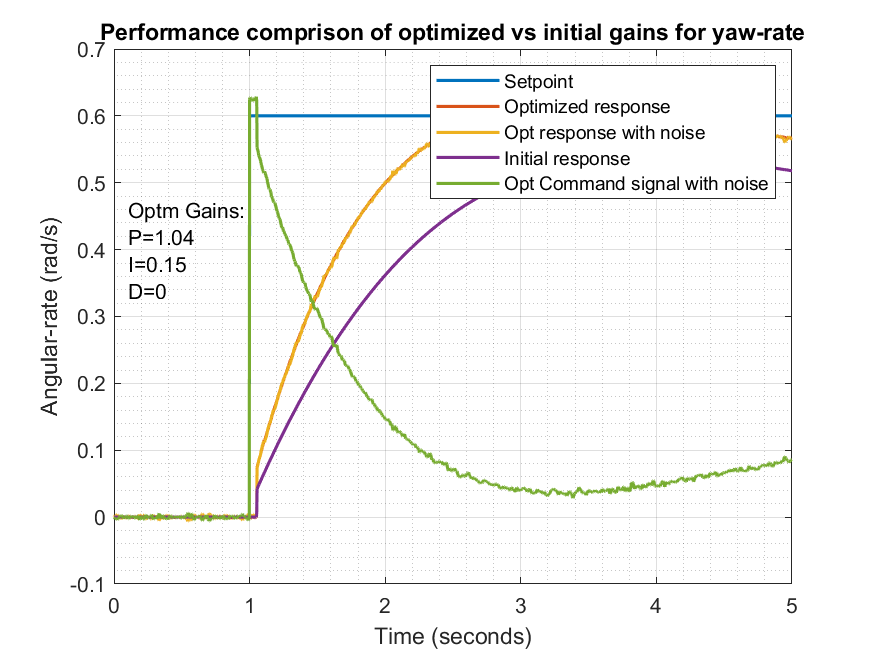 Performance comprison of optimized vs initial gains for yaw-rate
0.7
0.6
0.5
0.4
0.3
0.2
0.1
0
-0.1
Angular-rate (rad/s)
Setpoint
Optimized response
Opt response with noise
Initial response
Opt Command signal with noise
Optm Gains:
P=1.04
I=0.15
D=0
0 1 2 3 4 5
Time (seconds)